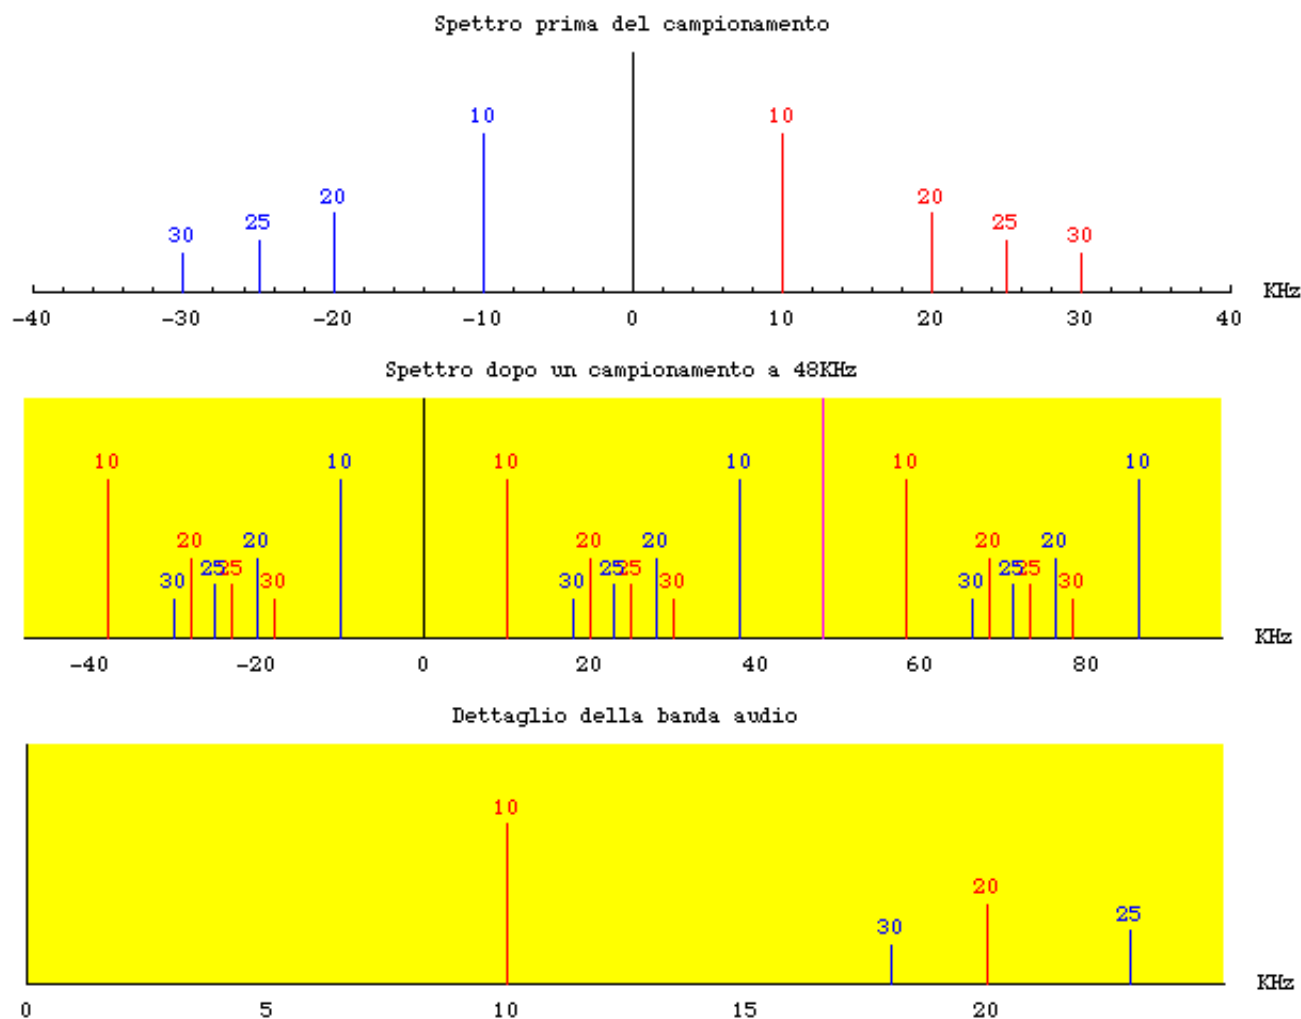 Spettro prima del campionamento
10 10
20 20
25 25
30 30
KHz
-40 -30 -20 -10 0 10 20 30 40
Spettro dopo un campionamento a 48KHz
10 10 10 10 10 10
20 20 20 20 20 20
25 25 25 25 25 25
30 30 30 30 30 30
KHz
-40 -20 0 20 40 60 80
Dettaglio della banda audio
10
20
25
30
KHz
0 5 10 15 20